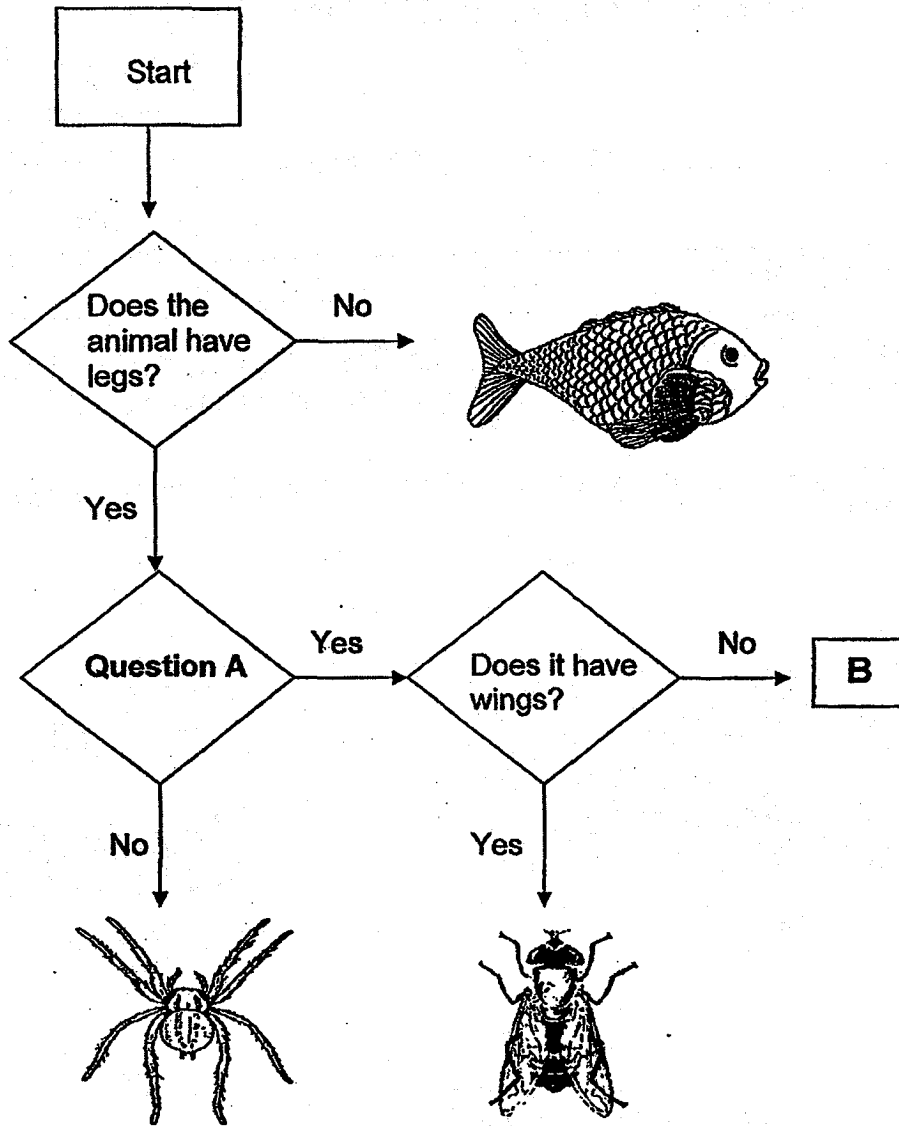 Start
Does the
animal have
legs?
No
Yes
Question A
Yes
Does it have
wings?
No
B
No
Yes